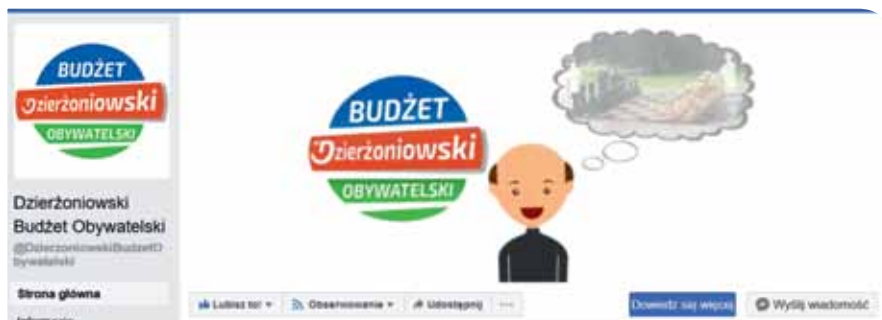 BUDŻET
Dzierżoniowski
OBYWATELSKI
Dzierżoniowski
Budżet Obywatelski
@DzierzoniowskiBudzetO
bywatelski
Strona główna
Informacje
BUDŻET
Dzierżoniowski
OBYWATELSKI
Lubisz to!
Obserwowanie
Udostępnij
Dowiedz się więcej
Wyślij wiadomość